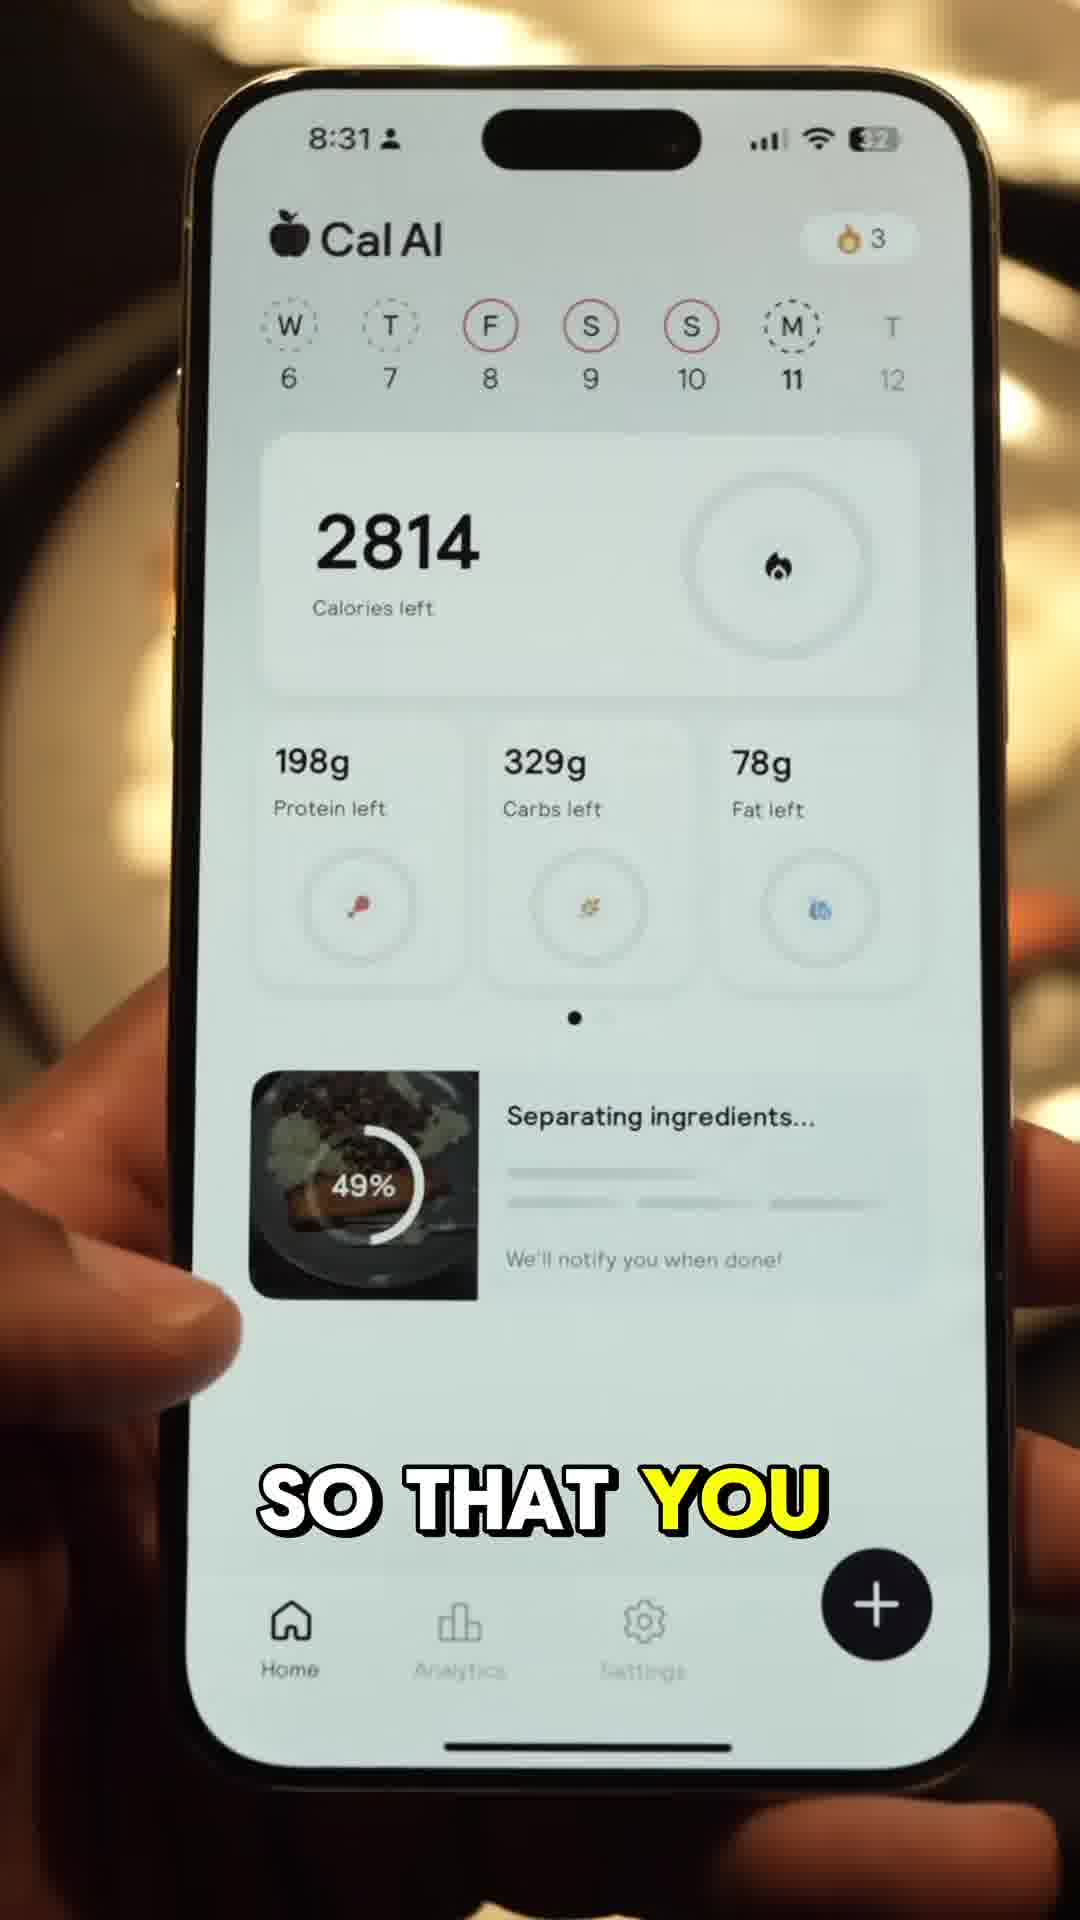 8:31
32
Cal AI
3
W T F S S M T
6 7 8 9 10 11 12
2814
Calories left
198g
Protein left
329g
Carbs left
78g
Fat left
49%
Separating ingredients...
We'll notify you when done!
SO THAT YOU
Home
Analytics
Settings